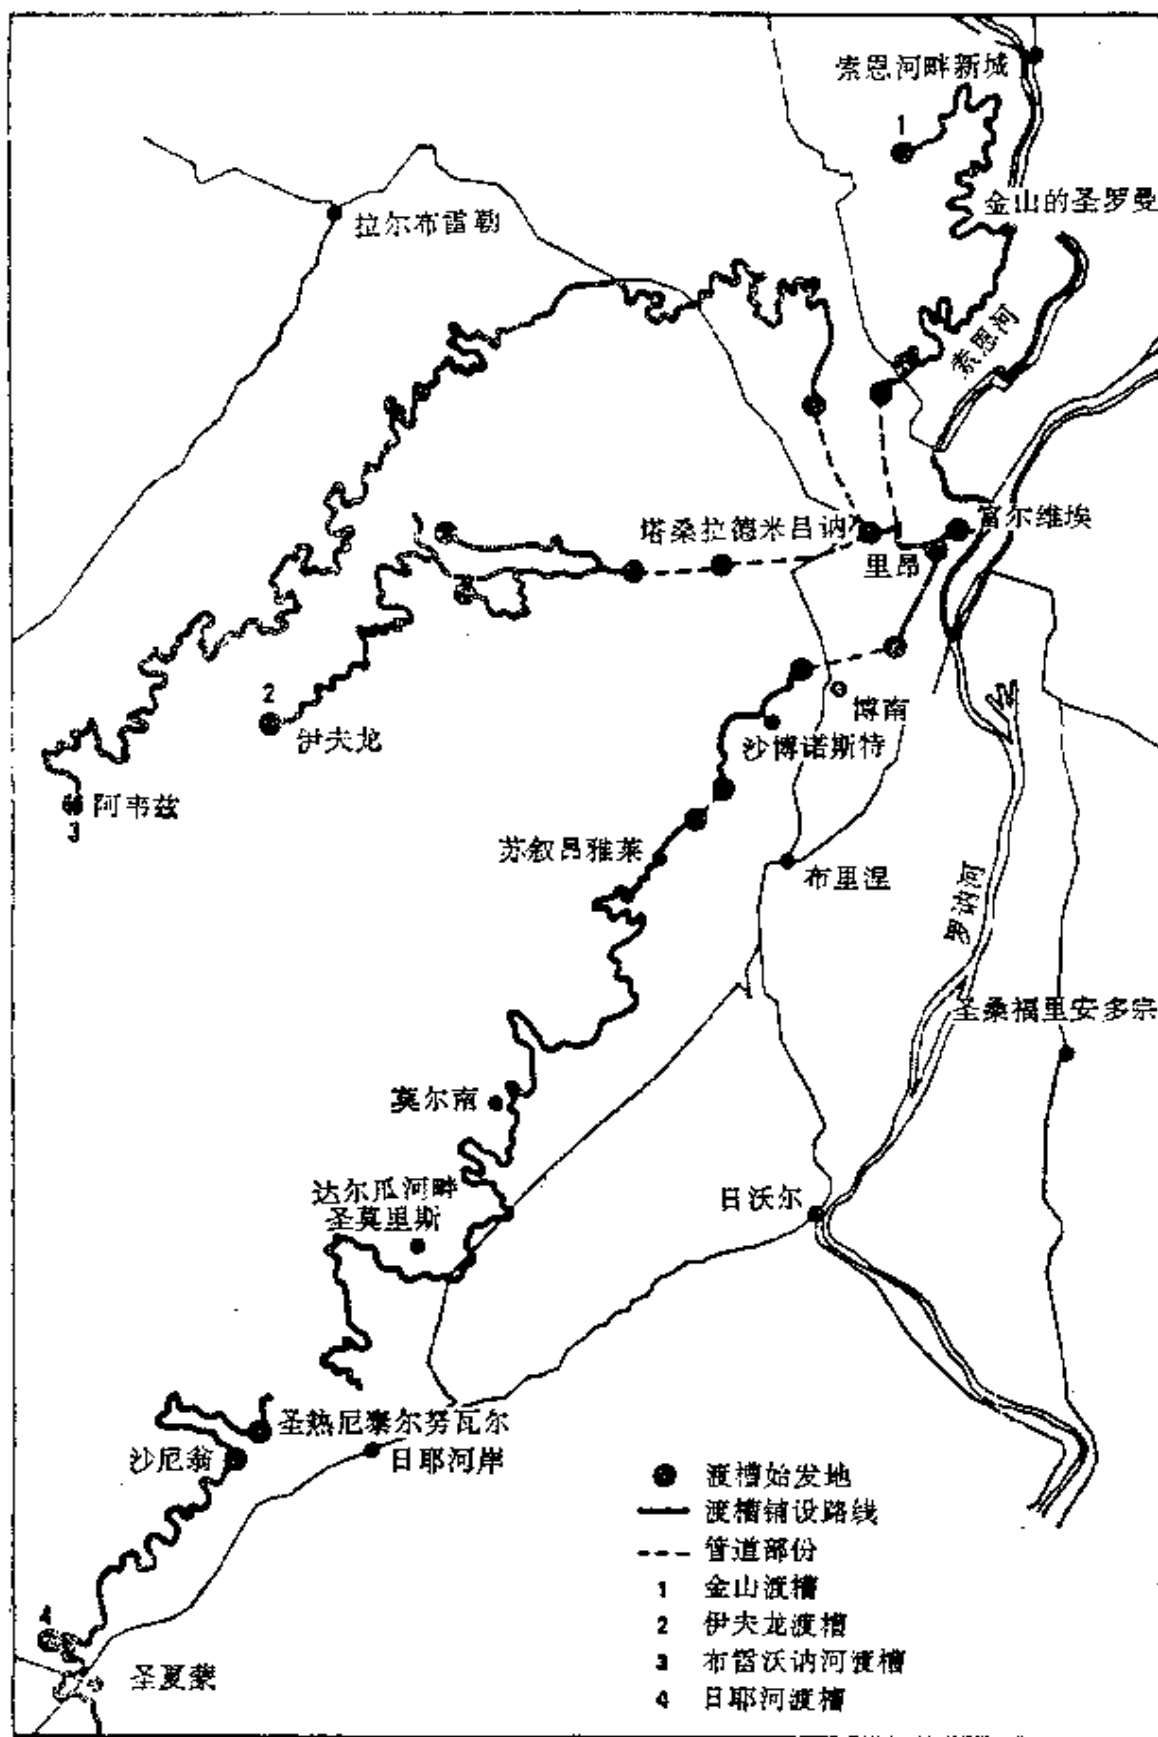 索恩河畔新城
1
金山的圣罗曼
拉尔布雷勒
索恩河
塔桑拉德米吕讷
富尔维埃
里昂
2
伊夫龙
博南
沙博诺斯特
阿韦兹
3
苏叙昂雅莱
布里涅
罗讷河
圣桑福里安多宗
莫尔南
达尔瓜河畔
圣莫里斯
日沃尔
圣热尼泰尔努瓦尔
沙尼翁
日耶河岸
4
圣夏蒙
渡槽始发地
渡槽铺设路线
管道部份
1 金山渡槽
2 伊夫龙渡槽
3 布雷沃讷河渡槽
4 日耶河渡槽